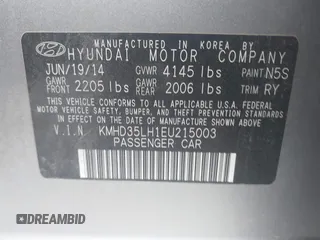 MANUFACTURED IN KOREA BY
HYUNDAI MOTOR COMPANY
JUN/19/14 GVWR 4145 lbs PAINT N5S
GAWR FRONT 2205 lbs GAWR REAR 2006 lbs TRIM RY
THIS VEHICLE CONFORMS TO ALL APPLICABLE
FEDERAL MOTOR VEHICLE SAFETY, BUMPER, AND
THEFT PREVENTION STANDARDS IN EFFECT ON
THE DATE OF MANUFACTURE SHOWN ABOVE.
V.I.N. KMHD35LH1EU215003
PASSENGER CAR
DREAMBID